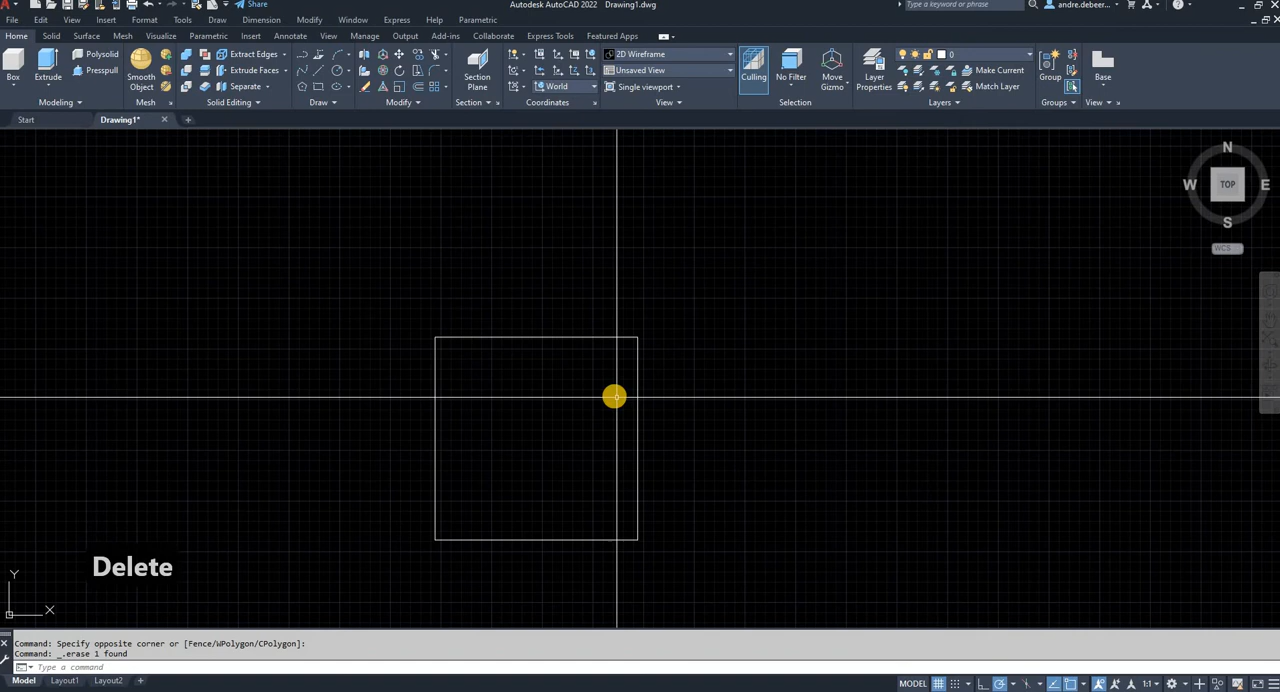 Share Autodesk AutoCAD 2022 Drawing1.dwg Type a keyword or phrase andre.debeer...
File Edit View Insert Format Tools Draw Dimension Modify Window Express Help Parametric
Home Solid Surface Mesh Visualize Parametric Insert Annotate View Manage Output Add-ins Collaborate Express Tools Featured Apps
Polysolid Extract Edges 2D Wireframe 0
Presspull Extrude Faces Unsaved View Make Current
Box Extrude Smooth Object Separate Section Plane World Single viewport Culling No Filter Move Gizmo Layer Properties Match Layer Group Base
Modeling Mesh Solid Editing Draw Modify Section Coordinates View Selection Layers Groups View
Start Drawing1*
N
W TOP E
S
WCS
Delete
Y
X
Command: Specify opposite corner or [Fence/WPolygon/CPolygon]:
Command: _.erase 1 found
Type a command
Model Layout1 Layout2 MODEL 1:1